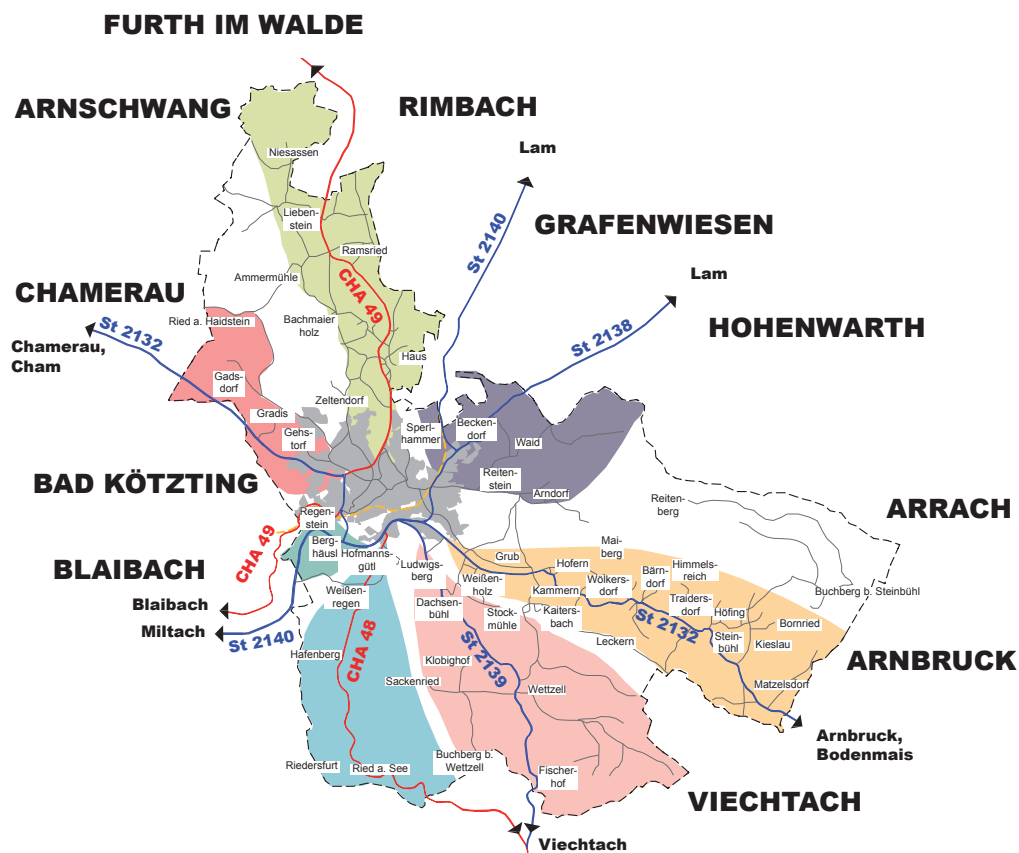 FURTH IM WALDE
ARNSCHWANG
RIMBACH
Lam
Niesassen
Lieben-
stein
St 2140
GRAFENWIESEN
Ramsried
Lam
Ammermühle
CHA 49
CHAMERAU
St 2132
Ried a. Haidstein
Bachmaier
holz
St 2138
HOHENWARTH
Chamerau,
Cham
Haus
Gads-
dorf
Zeltendorf
Gradis
Gehs-
torf
Sperl-
hammer
Becken-
dorf
Waid
BAD KÖTZTING
Reiten-
stein
Arndorf
Reiten-
berg
ARRACH
Regen-
stein
CHA 49
Berg-
häusl
Hofmanns-
gütl
Ludwigs-
berg
Grub
Mai-
berg
Hofern
Himmels-
reich
Bärn-
dorf
BLAIBACH
Weißen-
holz
Wölkers-
dorf
Kammern
Traiders-
dorf
Buchberg b. Steinbühl
Weißen-
regen
Blaibach
Dachsen-
bühl
Stock-
mühle
Kaiters-
bach
St 2132
Höfing
Bornried
Miltach
St 2140
CHA 48
Leckern
Stein-
bühl
Kieslau
Hafenberg
Klobighof
St 2139
ARNBRUCK
Sackenried
Wettzell
Matzelsdorf
Arnbruck,
Bodenmais
Riedersfurt
Ried a. See
Buchberg b.
Wettzell
Fischer-
hof
VIECHTACH
Viechtach